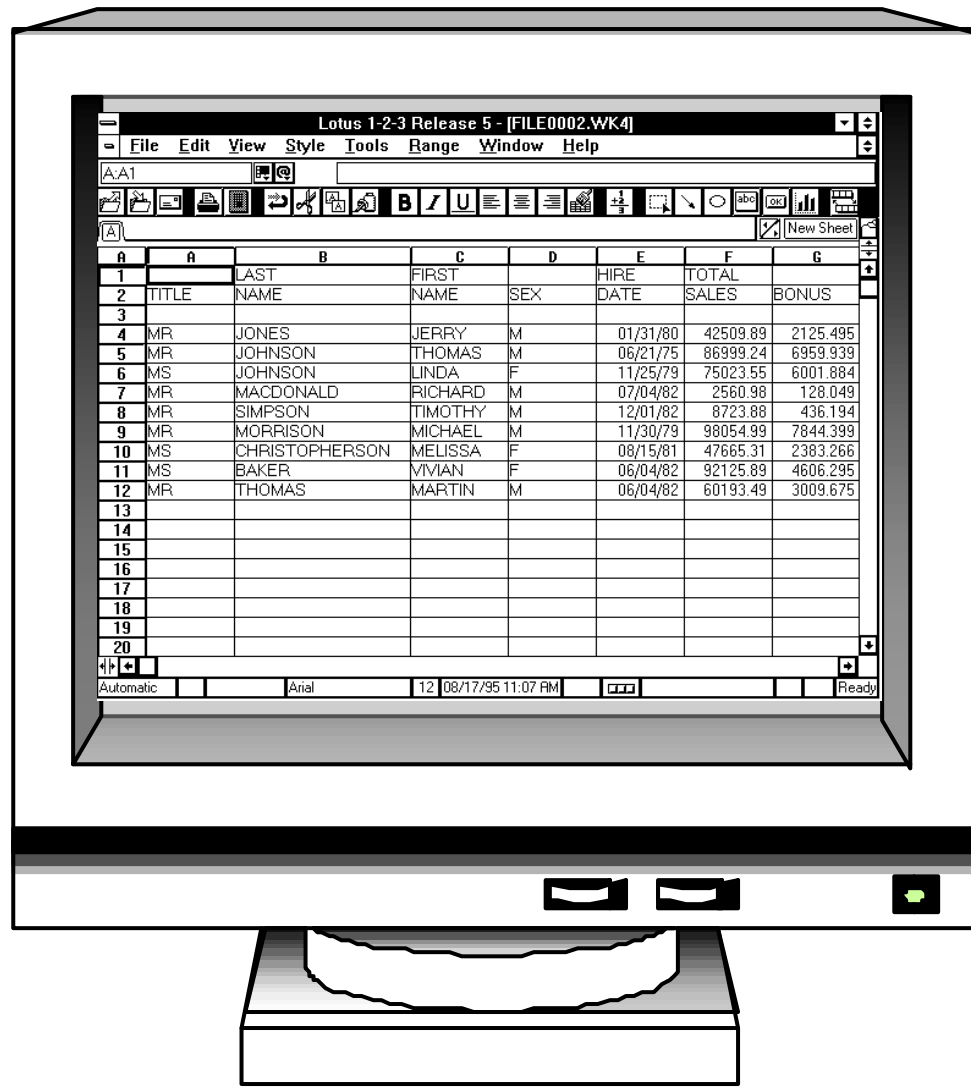 Lotus 1-2-3 Release 5 - [FILE0002.WK4]
File Edit View Style Tools Range Window Help
A:A1 @
B I U abc OK
A New Sheet
A A B C D E F G
1 LAST FIRST HIRE TOTAL
2 TITLE NAME NAME SEX DATE SALES BONUS
3
4 MR JONES JERRY M 01/31/80 42509.89 2125.495
5 MR JOHNSON THOMAS M 06/21/75 86999.24 6959.939
6 MS JOHNSON LINDA F 11/25/79 75023.55 6001.884
7 MR MACDONALD RICHARD M 07/04/82 2560.98 128.049
8 MR SIMPSON TIMOTHY M 12/01/82 8723.88 436.194
9 MR MORRISON MICHAEL M 11/30/79 98054.99 7844.399
10 MS CHRISTOPHERSON MELISSA F 08/15/81 47665.31 2383.266
11 MS BAKER VIVIAN F 06/04/82 92125.89 4606.295
12 MR THOMAS MARTIN M 06/04/82 60193.49 3009.675
13
14
15
16
17
18
19
20
Automatic Arial 12 08/17/95 11:07 AM Ready